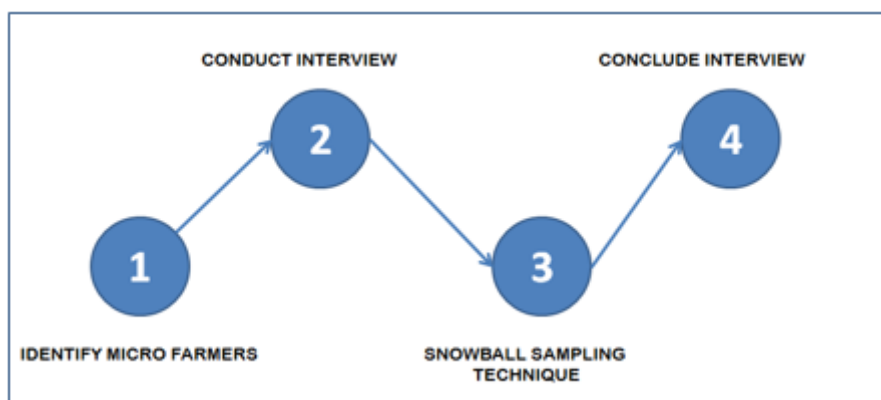 CONDUCT INTERVIEW
CONCLUDE INTERVIEW
2
4
1
3
IDENTIFY MICRO FARMERS
SNOWBALL SAMPLING
TECHNIQUE